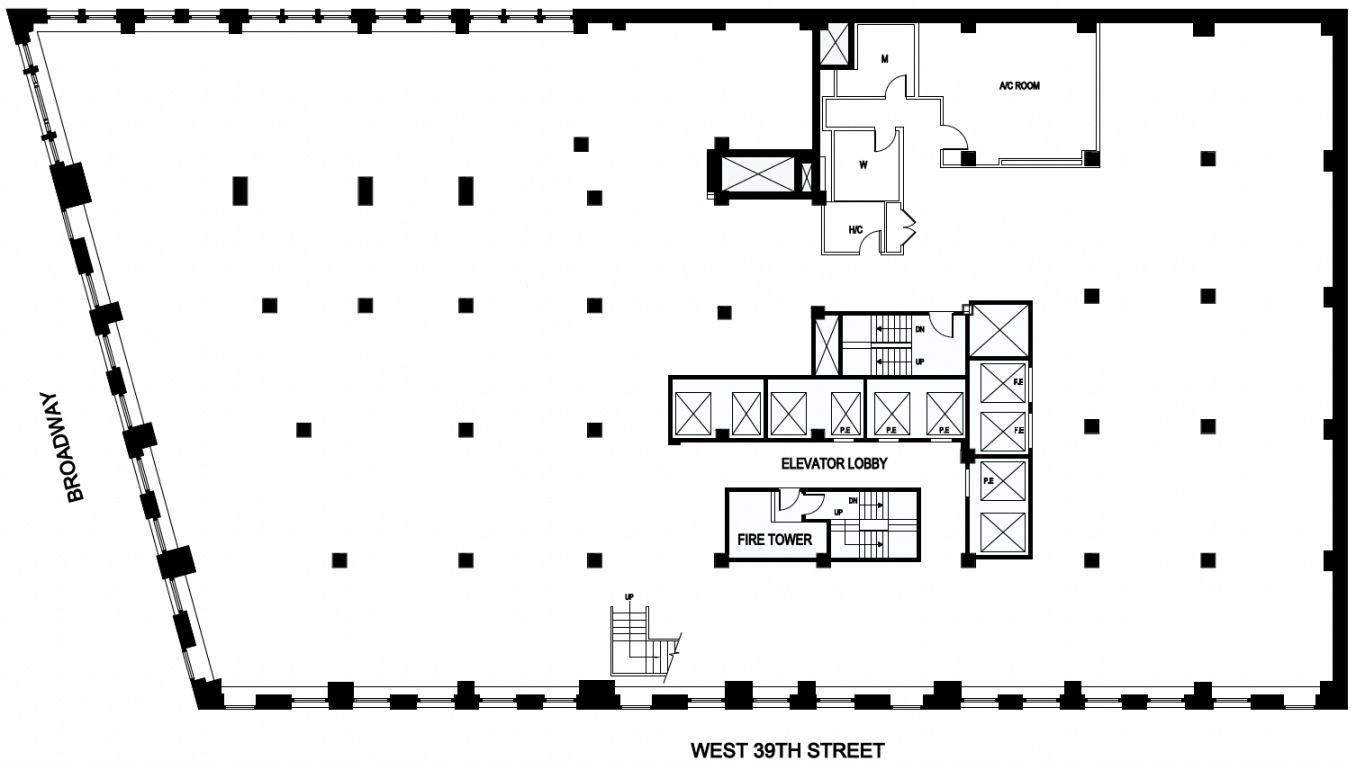 M
A/C ROOM
W
H/C
DN
UP
F.E
F.E
P.E
P.E
P.E
ELEVATOR LOBBY
P.E
DN
UP
FIRE TOWER
UP
BROADWAY
WEST 39TH STREET